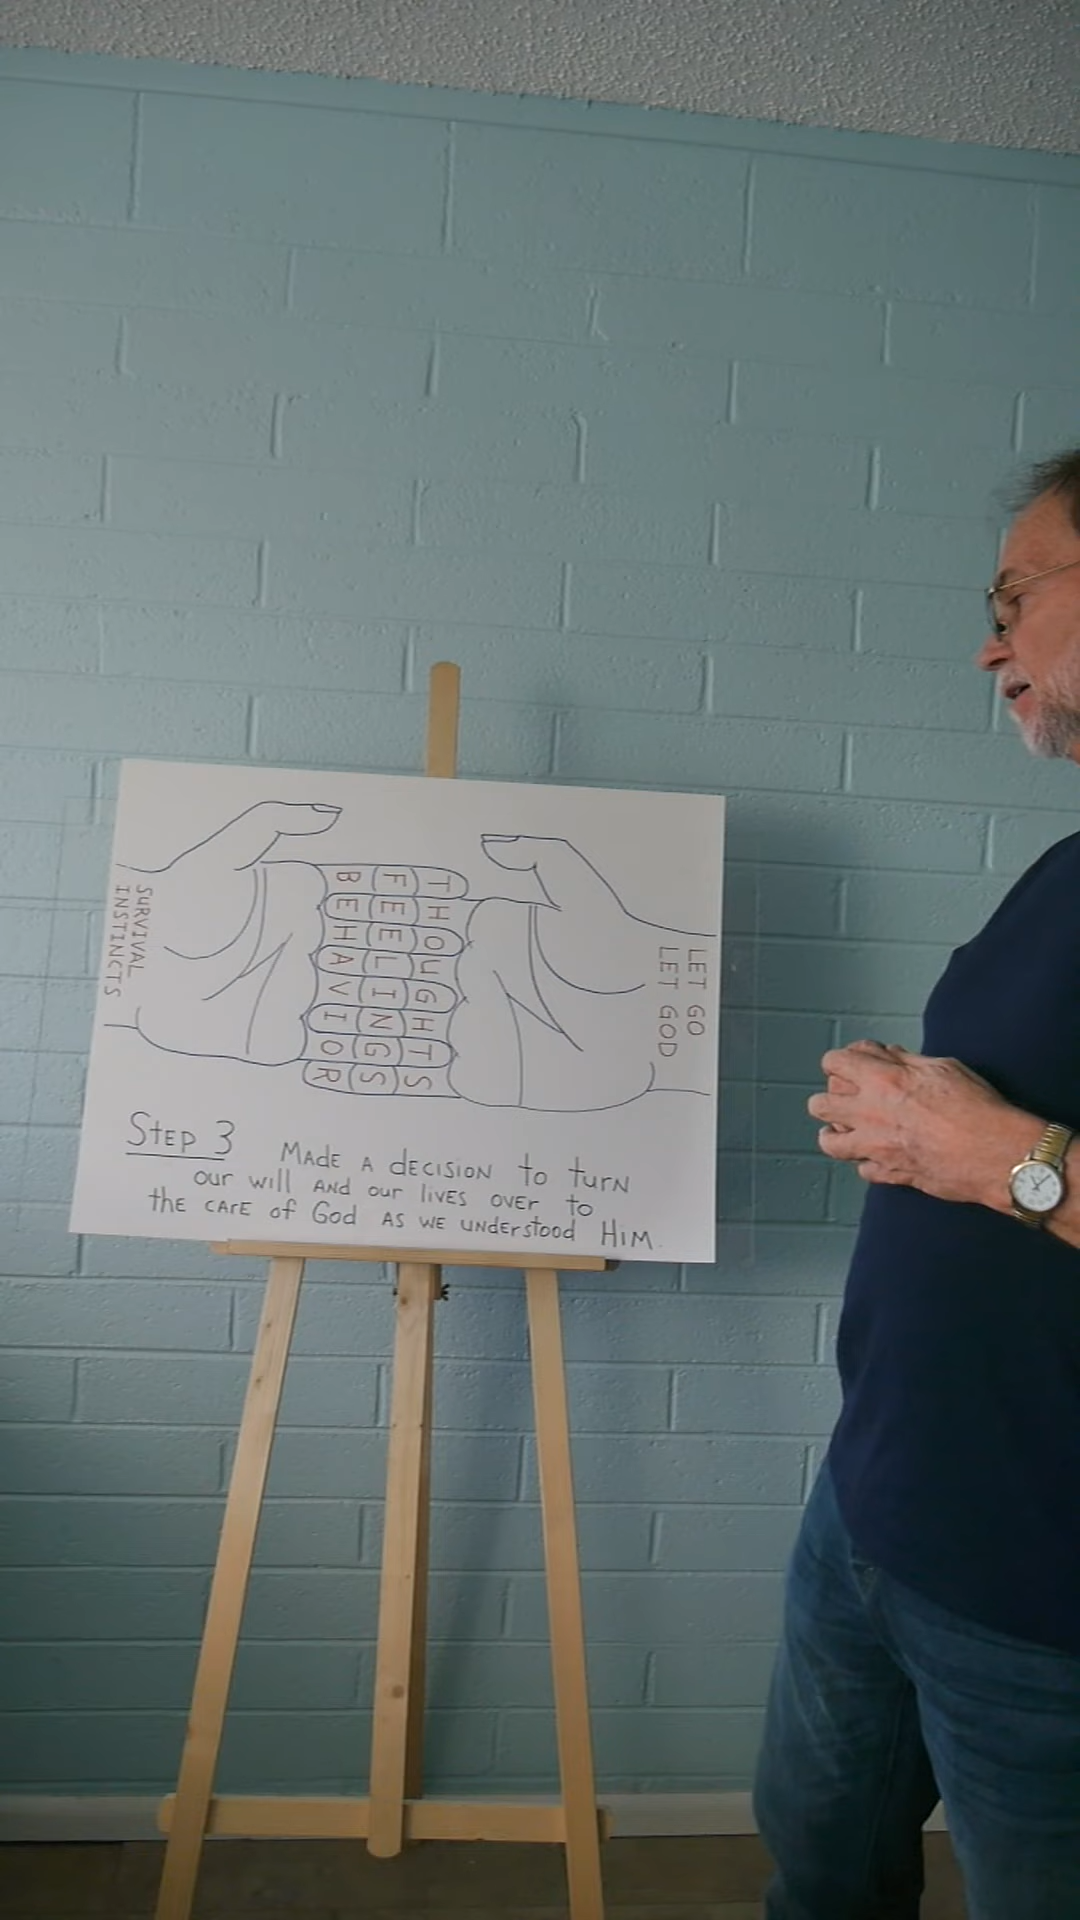 SURVIVAL
INSTINCTS
THOUGHTS
FEELINGS
BEHAVIOR
LET GO
LET GOD
STEP 3 MADE A DECISION to turn
our will AND our lives over to
the care of God AS WE UNderstood HiM.